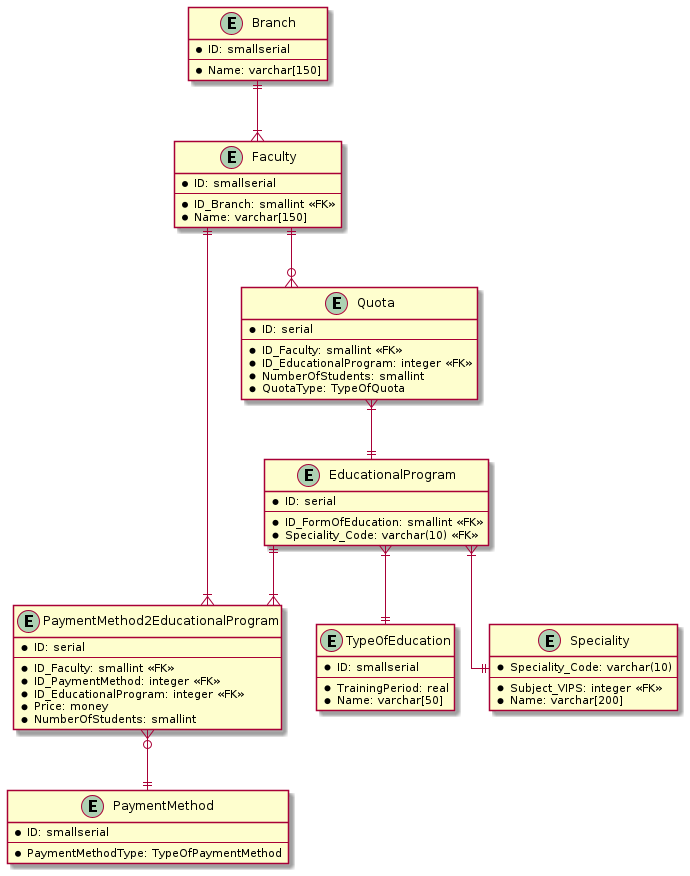 E Branch
ID: smallserial
Name: varchar[150]
E Faculty
ID: smallserial
ID_Branch: smallint «FK»
Name: varchar[150]
E Quota
ID: serial
ID_Faculty: smallint «FK»
ID_EducationalProgram: integer «FK»
NumberOfStudents: smallint
QuotaType: TypeOfQuota
E EducationalProgram
ID: serial
ID_FormOfEducation: smallint «FK»
Speciality_Code: varchar(10) «FK»
E PaymentMethod2EducationalProgram
ID: serial
ID_Faculty: smallint «FK»
ID_PaymentMethod: integer «FK»
ID_EducationalProgram: integer «FK»
Price: money
NumberOfStudents: smallint
E TypeOfEducation
ID: smallserial
TrainingPeriod: real
Name: varchar[50]
E Speciality
Speciality_Code: varchar(10)
Subject_VIPS: integer «FK»
Name: varchar[200]
E PaymentMethod
ID: smallserial
PaymentMethodType: TypeOfPaymentMethod